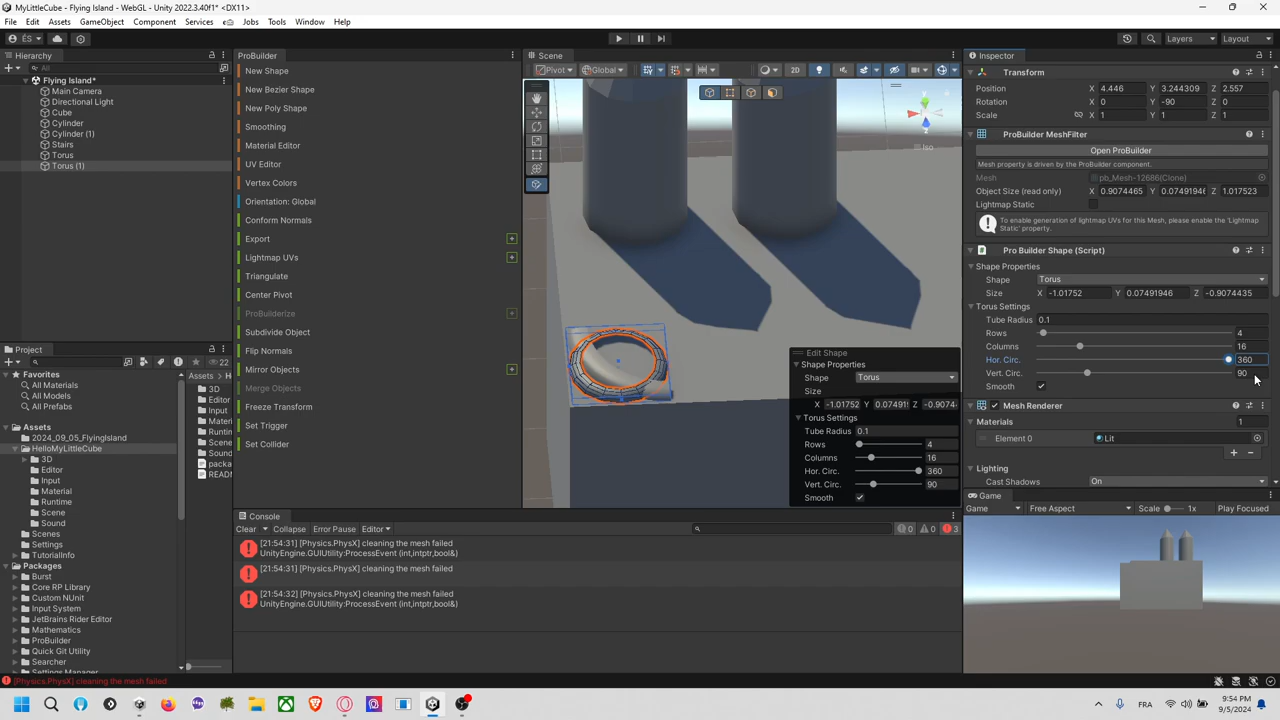 MyLittleCube - Flying Island - WebGL - Unity 2022.3.40f1* <DX11>
File Edit Assets GameObject Component Services Jobs Tools Window Help
ÉS
Layers Layout
Hierarchy
All
Flying Island*
Main Camera
Directional Light
Cube
Cylinder
Cylinder (1)
Stairs
Torus
Torus (1)
Project
22
Favorites
All Materials
All Models
All Prefabs
Assets
2024_09_05_FlyingIsland
HelloMyLittleCube
3D
Editor
Input
Material
Runtime
Scene
Sound
Scenes
Settings
TutorialInfo
Packages
Burst
Core RP Library
Custom NUnit
Input System
JetBrains Rider Editor
Mathematics
ProBuilder
Quick Git Utility
Searcher
Settings Manager
Assets > H
3D
Editor
Input
Materi
Runtim
Scene
Sound
packa
READ
ProBuilder
New Shape
New Bezier Shape
New Poly Shape
Smoothing
Material Editor
UV Editor
Vertex Colors
Orientation: Global
Conform Normals
Export
Lightmap UVs
Triangulate
Center Pivot
ProBuilderize
Subdivide Object
Flip Normals
Mirror Objects
Merge Objects
Freeze Transform
Set Trigger
Set Collider
Scene
Pivot Global 2D
Iso
Edit Shape
Shape Properties
Shape Torus
Size
X -1.01752 Y 0.07491 Z -0.9074
Torus Settings
Tube Radius 0.1
Rows 4
Columns 16
Hor. Circ. 360
Vert. Circ. 90
Smooth
Console
Clear Collapse Error Pause Editor 0 0 3
[21:54:31] [Physics.PhysX] cleaning the mesh failed
UnityEngine.GUIUtility:ProcessEvent (int,intptr,bool&)
[21:54:31] [Physics.PhysX] cleaning the mesh failed
[21:54:32] [Physics.PhysX] cleaning the mesh failed
UnityEngine.GUIUtility:ProcessEvent (int,intptr,bool&)
Inspector
Transform
Position X 4.446 Y 3.244309 Z 2.557
Rotation X 0 Y -90 Z 0
Scale X 1 Y 1 Z 1
ProBuilder MeshFilter
Open ProBuilder
Mesh property is driven by the ProBuilder component.
Mesh pb_Mesh-12686(Clone)
Object Size (read only) X 0.9074465 Y 0.0749194 Z 1.017523
Lightmap Static
To enable generation of lightmap UVs for this Mesh, please enable the 'Lightmap
Static' property.
Pro Builder Shape (Script)
Shape Properties
Shape Torus
Size X -1.01752 Y 0.07491946 Z -0.9074435
Torus Settings
Tube Radius 0.1
Rows 4
Columns 16
Hor. Circ. 360
Vert. Circ. 90
Smooth
Mesh Renderer
Materials 1
Element 0 Lit
Lighting
Cast Shadows On
Game
Game Free Aspect Scale 1x Play Focused
[Physics.PhysX] cleaning the mesh failed
FRA
9:54 PM
9/5/2024